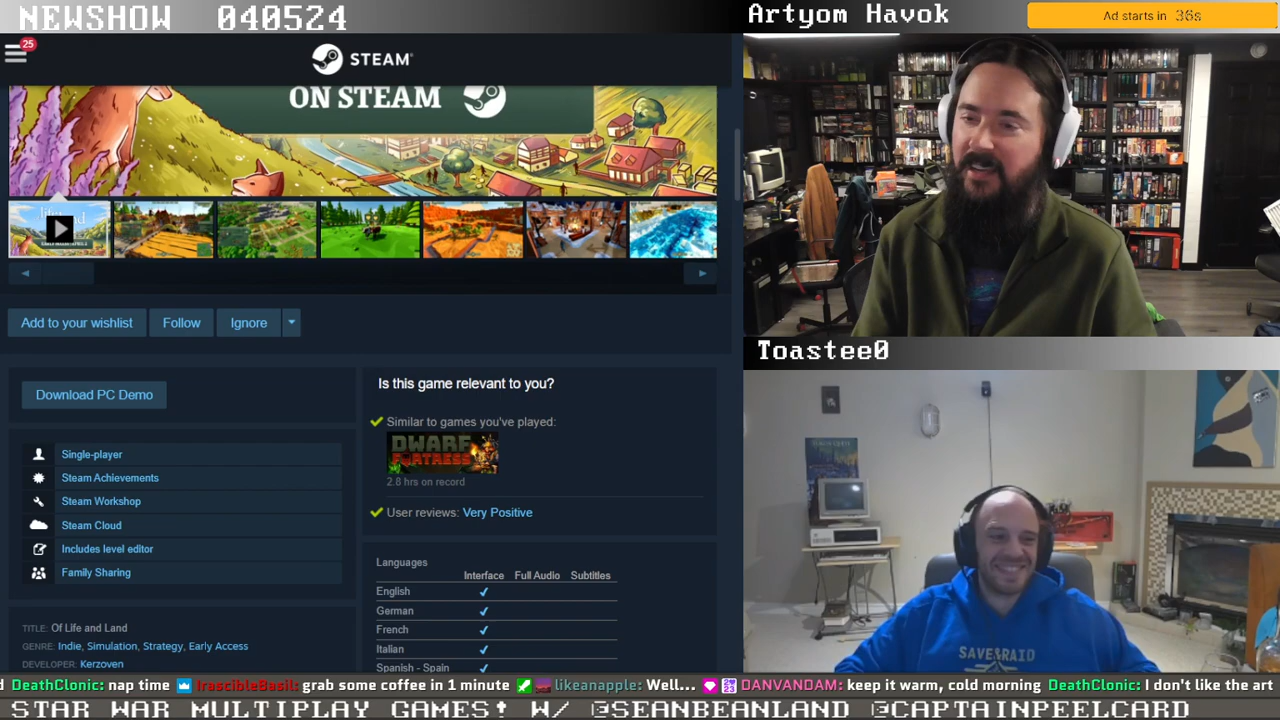 NEWSHOW 040524
Artyom Havok
Ad starts in 36s
25
STEAM®
ON STEAM
Add to your wishlist
Follow
Ignore
Download PC Demo
Is this game relevant to you?
Similar to games you've played:
DWARF
FORTRESS
2.8 hrs on record
User reviews: Very Positive
Single-player
Steam Achievements
Steam Workshop
Steam Cloud
Includes level editor
Family Sharing
Languages
Interface Full Audio Subtitles
English
German
French
Italian
Spanish - Spain
TITLE: Of Life and Land
GENRE: Indie, Simulation, Strategy, Early Access
DEVELOPER: Kerzoven
Toastee0
SAVE&RAID
DeathClonic: nap time IrascibleBasil: grab some coffee in 1 minute likeanapple: Well... DANVANDAM: keep it warm, cold morning DeathClonic: I don't like the art
STAR WAR MULTIPLAY GAMES! W/ @SEANBEANLAND @CAPTAINPEELCARD